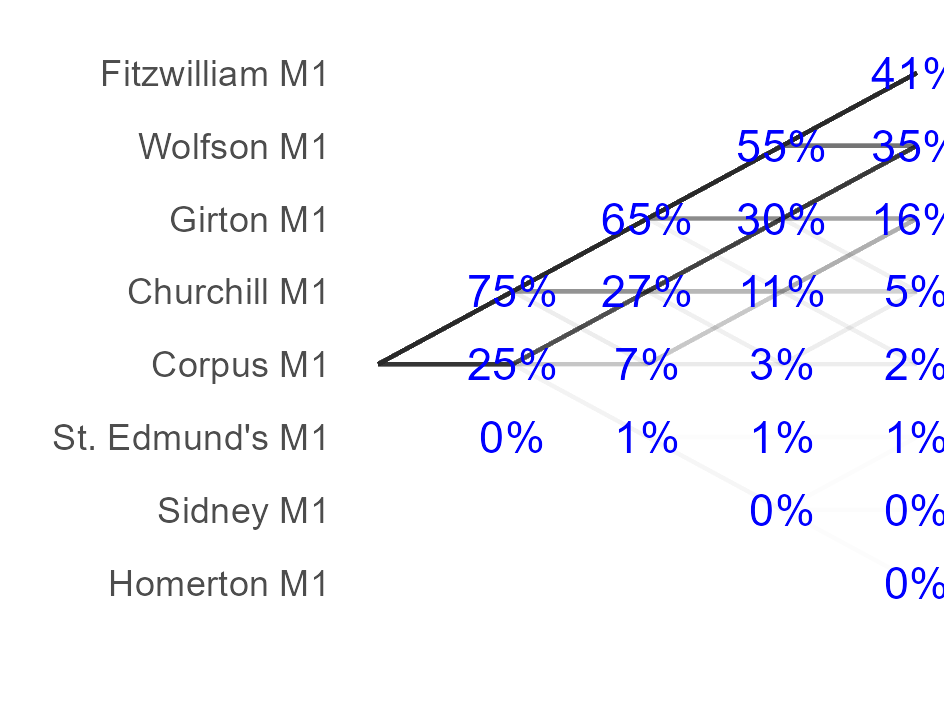 Fitzwilliam M1 41%
Wolfson M1 55% 35%
Girton M1 65% 30% 16%
Churchill M1 75% 27% 11% 5%
Corpus M1 25% 7% 3% 2%
St. Edmund's M1 0% 1% 1% 1%
Sidney M1 0% 0%
Homerton M1 0%